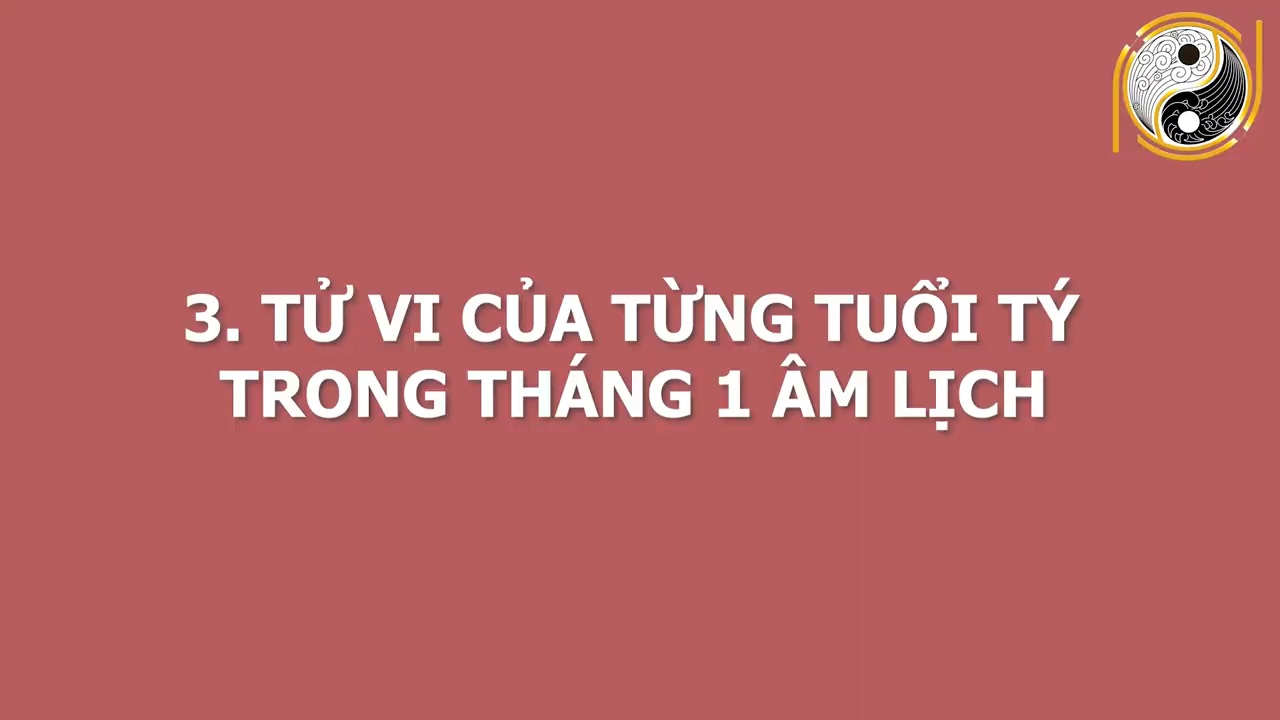 3. TỬ VI CỦA TỪNG TUỔI TÝ
TRONG THÁNG 1 ÂM LỊCH